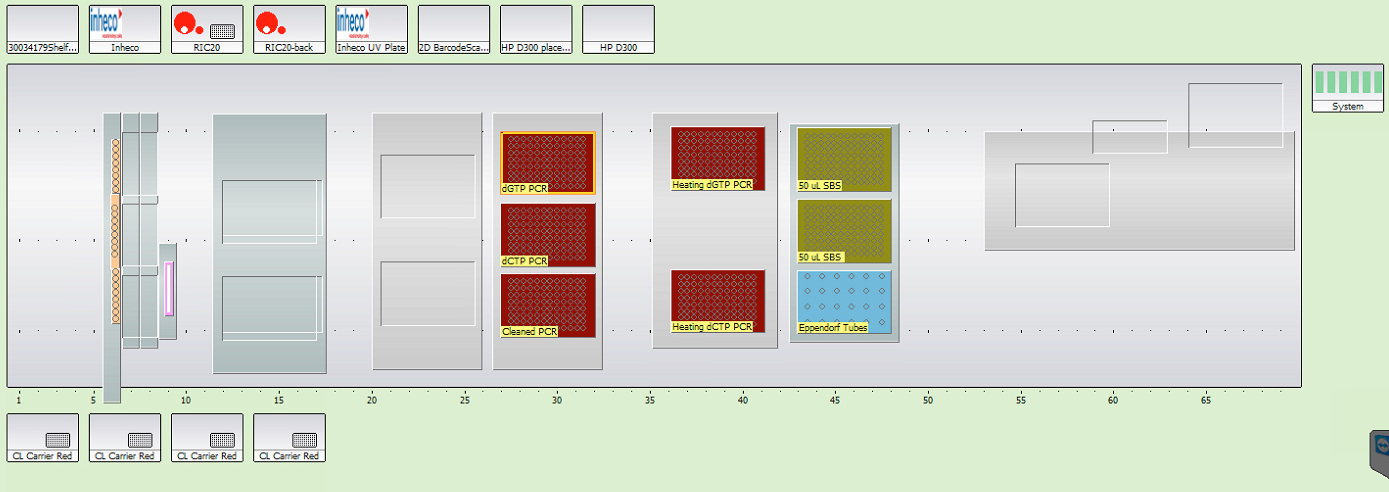 inheco
inheco
30034179Shelf...
Inheco
RIC20
RIC20-back
Inheco UV Plate
2D BarcodeSca...
HP D300 place...
HP D300
System
dGTP PCR
Heating dGTP PCR
50 uL SBS
dCTP PCR
50 uL SBS
Cleaned PCR
Heating dCTP PCR
Eppendorf Tubes
1 5 10 15 20 25 30 35 40 45 50 55 60 65
CL Carrier Red
CL Carrier Red
CL Carrier Red
CL Carrier Red